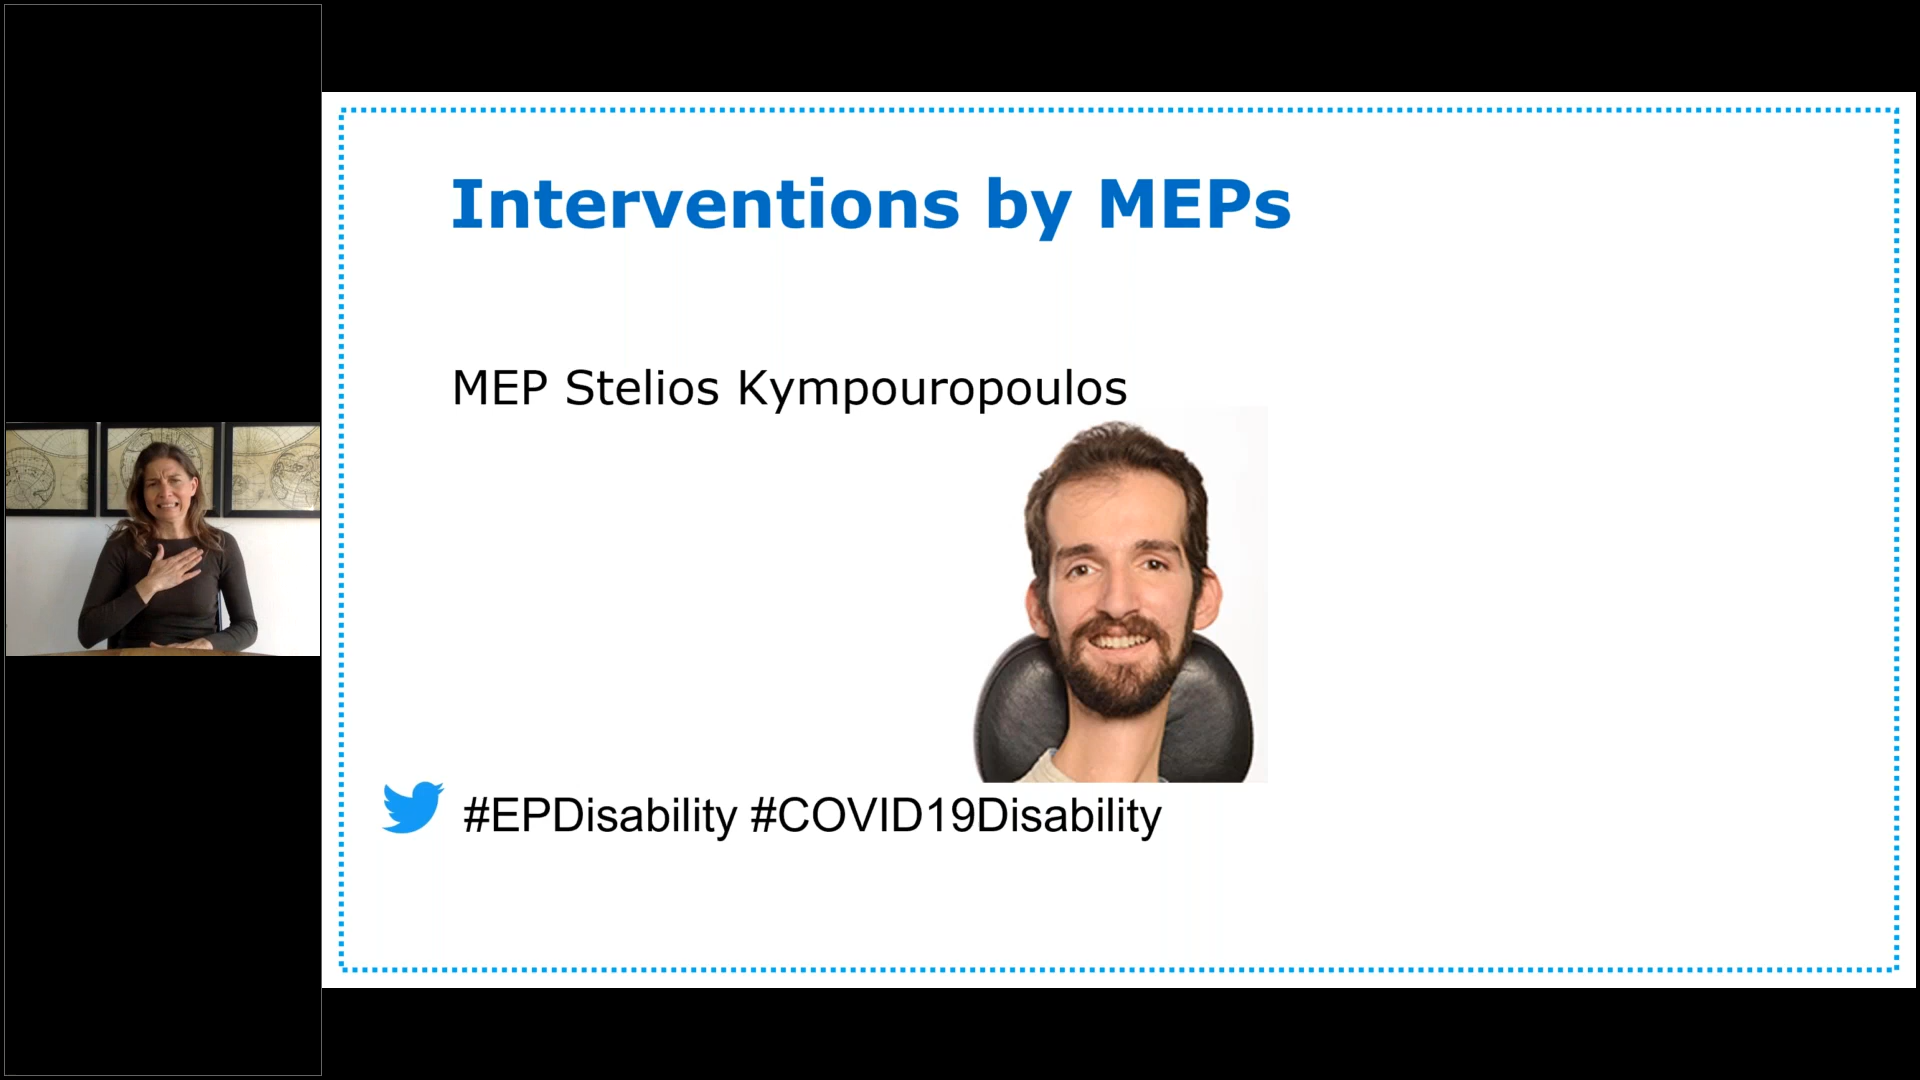 Interventions by MEPs
MEP Stelios Kympouropoulos
#EPDisability #COVID19Disability